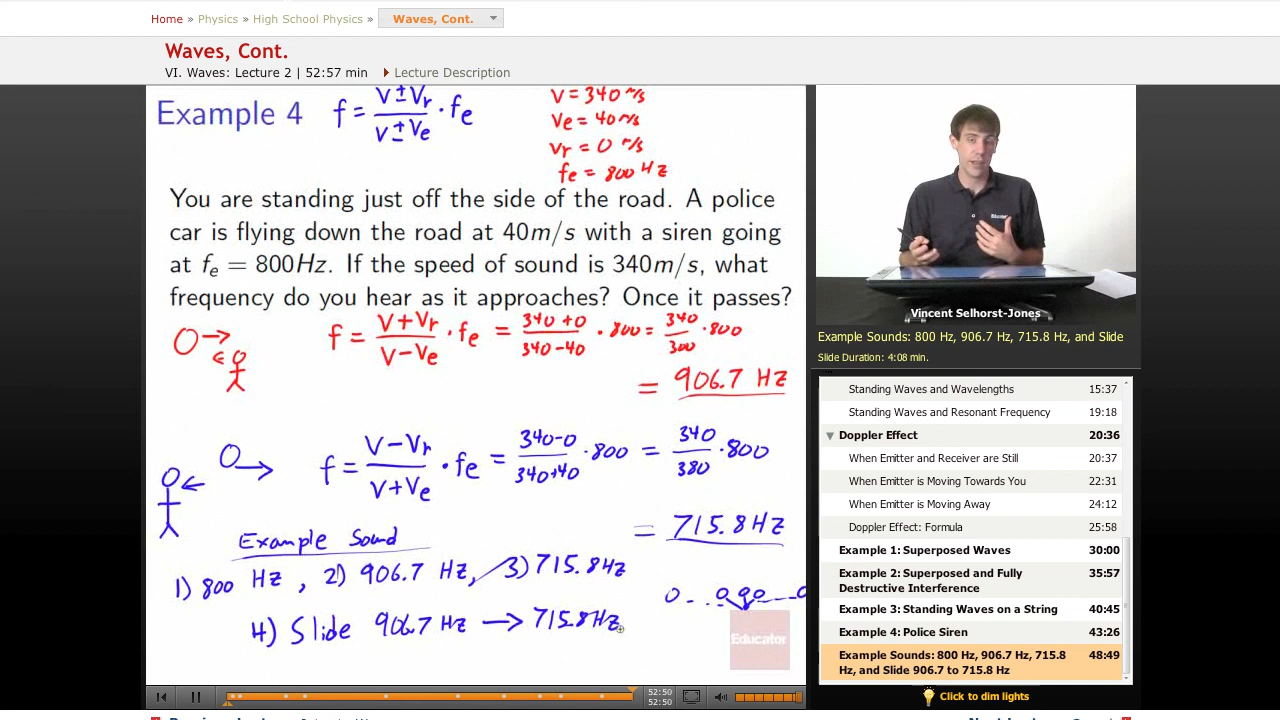 Home » Physics » High School Physics » Waves, Cont.
Waves, Cont.
VI. Waves: Lecture 2 | 52:57 min Lecture Description
Example 4 f = V ± Vr / V ± Ve · fe
V = 340 m/s
Ve = 40 m/s
Vr = 0 m/s
fe = 800 Hz
You are standing just off the side of the road. A police
car is flying down the road at 40m/s with a siren going
at fe = 800Hz. If the speed of sound is 340m/s, what
frequency do you hear as it approaches? Once it passes?
f = V+Vr / V-Ve · fe = 340+0 / 340-40 · 800 = 340 / 300 · 800
= 906.7 Hz
f = V-Vr / V+Ve · fe = 340-0 / 340+40 · 800 = 340 / 380 · 800
= 715.8 Hz
Example Sound
1) 800 Hz, 2) 906.7 Hz, 3) 715.8 Hz
4) Slide 906.7 Hz → 715.8 Hz
Educator
52:50
52:50
Vincent Selhorst-Jones
Example Sounds: 800 Hz, 906.7 Hz, 715.8 Hz, and Slide
Slide Duration: 4:08 min.
Standing Waves and Wavelengths 15:37
Standing Waves and Resonant Frequency 19:18
Doppler Effect 20:36
When Emitter and Receiver are Still 20:37
When Emitter is Moving Towards You 22:31
When Emitter is Moving Away 24:12
Doppler Effect: Formula 25:58
Example 1: Superposed Waves 30:00
Example 2: Superposed and Fully
Destructive Interference 35:57
Example 3: Standing Waves on a String 40:45
Example 4: Police Siren 43:26
Example Sounds: 800 Hz, 906.7 Hz, 715.8 48:49
Hz, and Slide 906.7 to 715.8 Hz
Click to dim lights